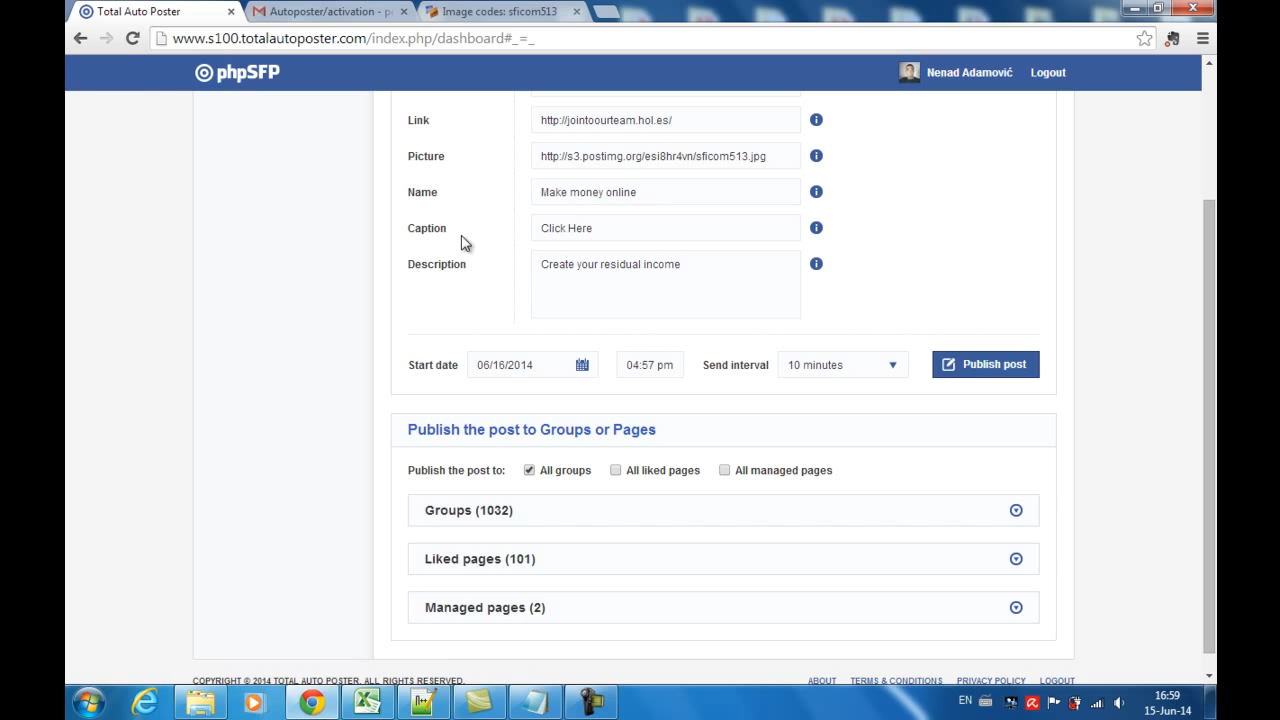 Total Auto Poster
Autoposter/activation - p
Image codes: sficom513
www.s100.totalautoposter.com/index.php/dashboard#_=_
phpSFP
Nenad Adamović
Logout
Link
http://jointoourteam.hol.es/
Picture
http://s3.postimg.org/esi8hr4vn/sficom513.jpg
Name
Make money online
Caption
Click Here
Description
Create your residual income
Start date
06/16/2014
04:57 pm
Send interval
10 minutes
Publish post
Publish the post to Groups or Pages
Publish the post to:
All groups
All liked pages
All managed pages
Groups (1032)
Liked pages (101)
Managed pages (2)
COPYRIGHT © 2014 TOTAL AUTO POSTER. ALL RIGHTS RESERVED.
ABOUT
TERMS & CONDITIONS
PRIVACY POLICY
LOGOUT
EN
16:59
15-Jun-14